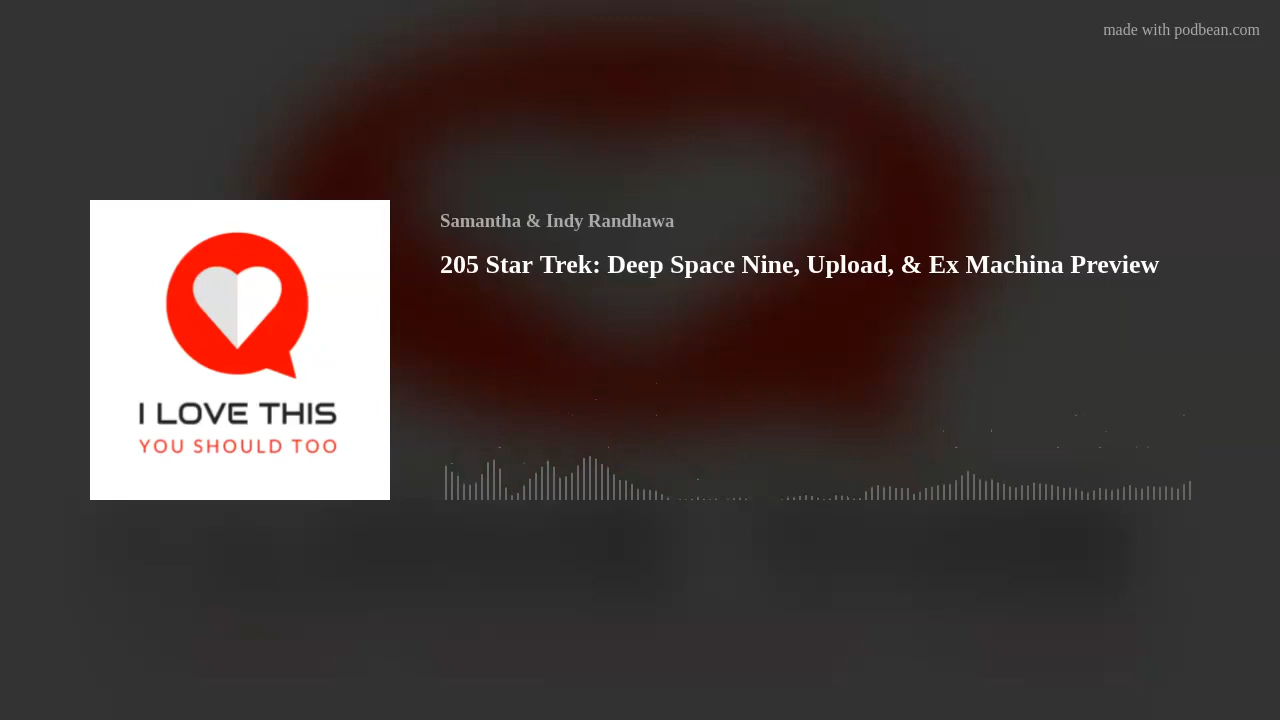 made with podbean.com
Samantha & Indy Randhawa
205 Star Trek: Deep Space Nine, Upload, & Ex Machina Preview
I LOVE THIS
YOU SHOULD TOO